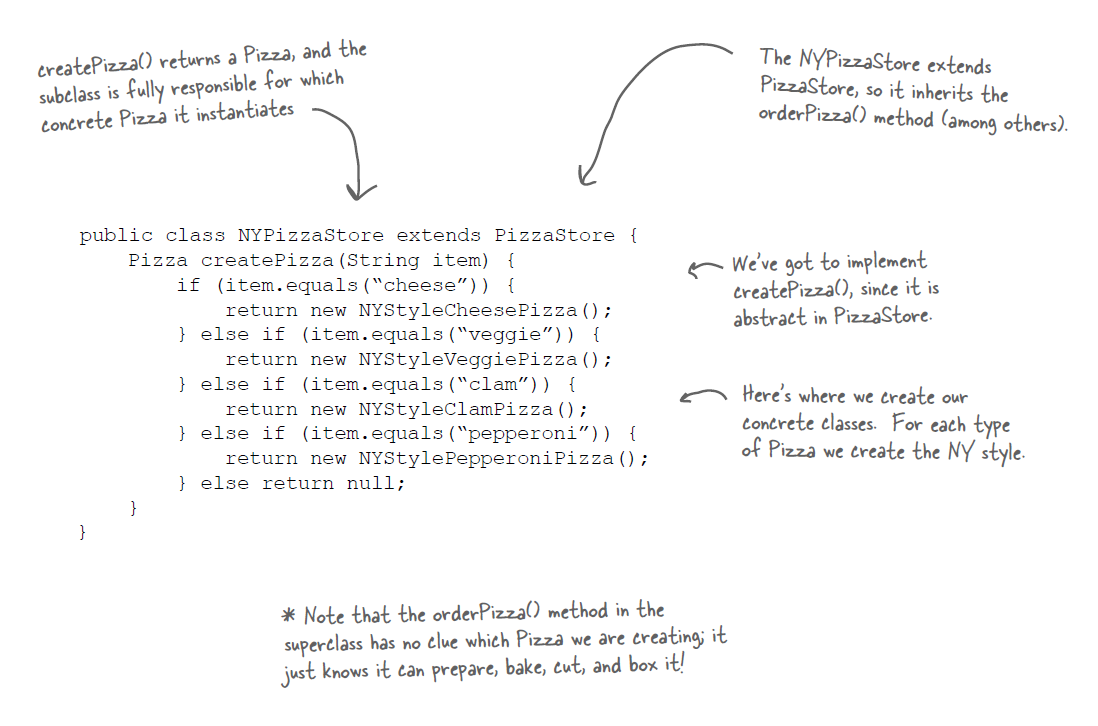 createPizza() returns a Pizza, and the
subclass is fully responsible for which
concrete Pizza it instantiates
The NYPizzaStore extends
PizzaStore, so it inherits the
orderPizza() method (among others).
public class NYPizzaStore extends PizzaStore {
    Pizza createPizza(String item) {
        if (item.equals(“cheese”)) {
            return new NYStyleCheesePizza();
        } else if (item.equals(“veggie”)) {
            return new NYStyleVeggiePizza();
        } else if (item.equals(“clam”)) {
            return new NYStyleClamPizza();
        } else if (item.equals(“pepperoni”)) {
            return new NYStylePepperoniPizza();
        } else return null;
    }
}
We've got to implement
createPizza(), since it is
abstract in PizzaStore.
Here's where we create our
concrete classes. For each type
of Pizza we create the NY style.
* Note that the orderPizza() method in the
superclass has no clue which Pizza we are creating; it
just knows it can prepare, bake, cut, and box it!